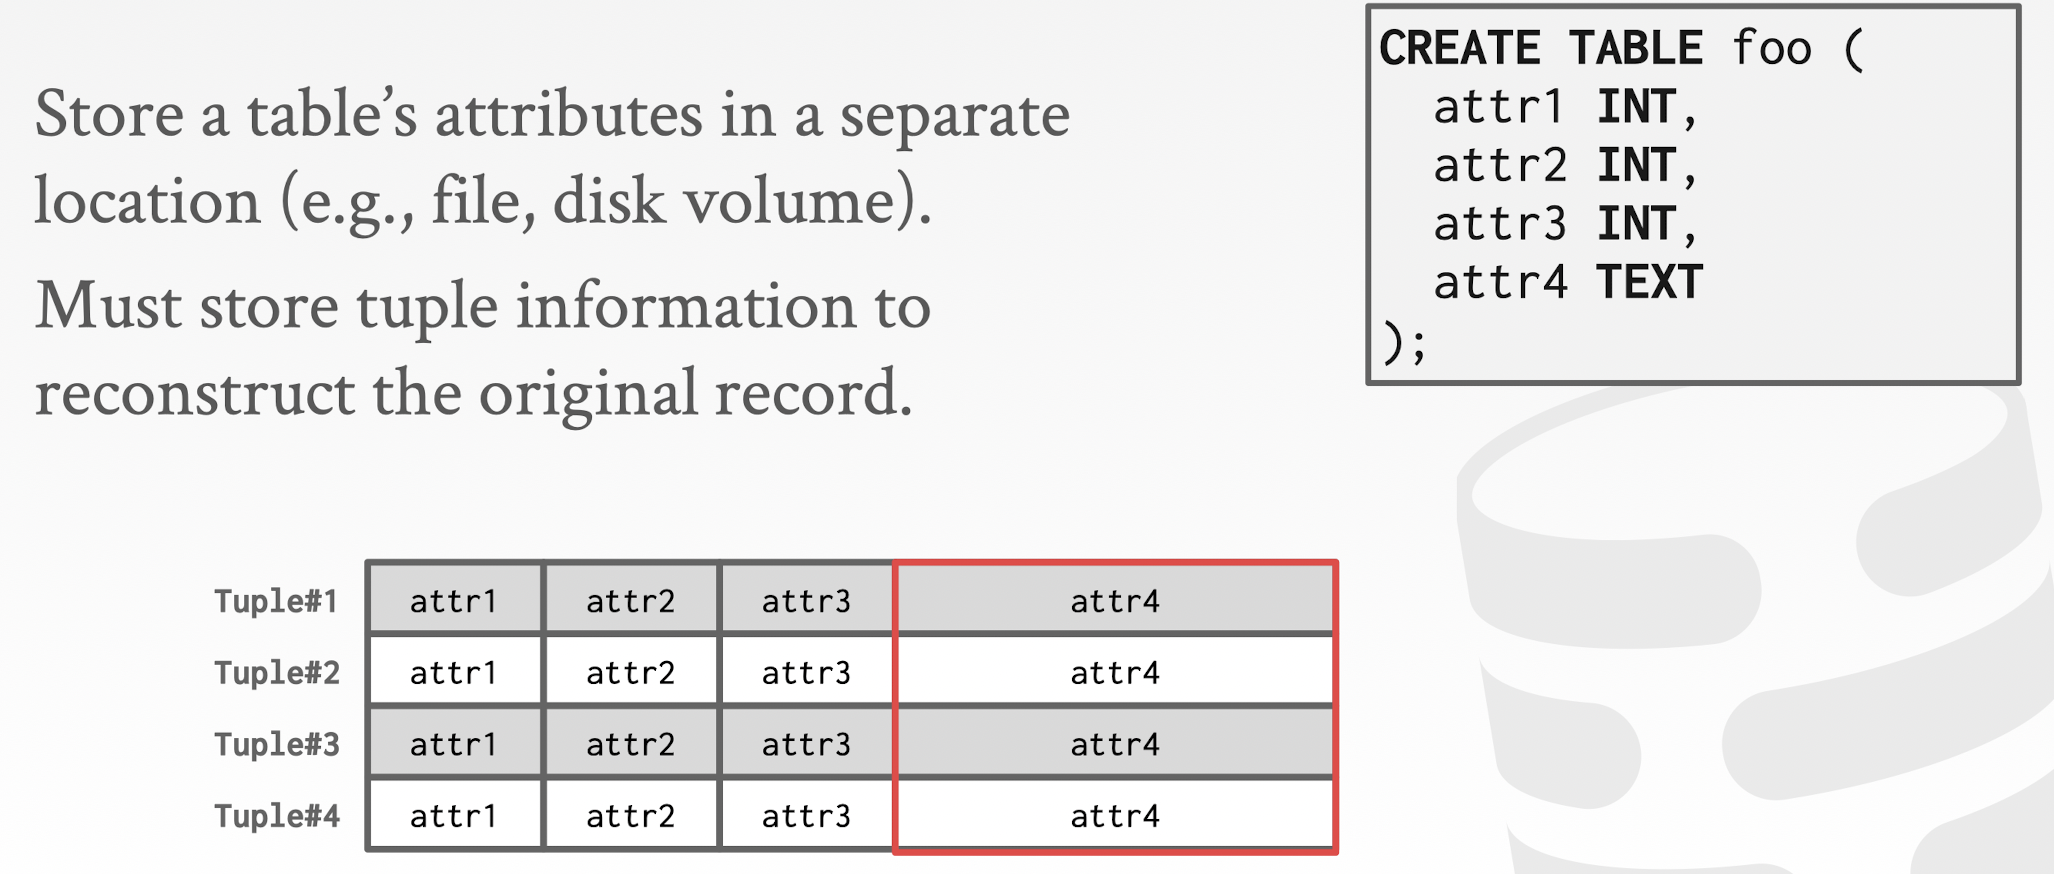 Store a table’s attributes in a separate
location (e.g., file, disk volume).
Must store tuple information to
reconstruct the original record.
CREATE TABLE foo (
attr1 INT,
attr2 INT,
attr3 INT,
attr4 TEXT
);
Tuple#1 attr1 attr2 attr3 attr4
Tuple#2 attr1 attr2 attr3 attr4
Tuple#3 attr1 attr2 attr3 attr4
Tuple#4 attr1 attr2 attr3 attr4